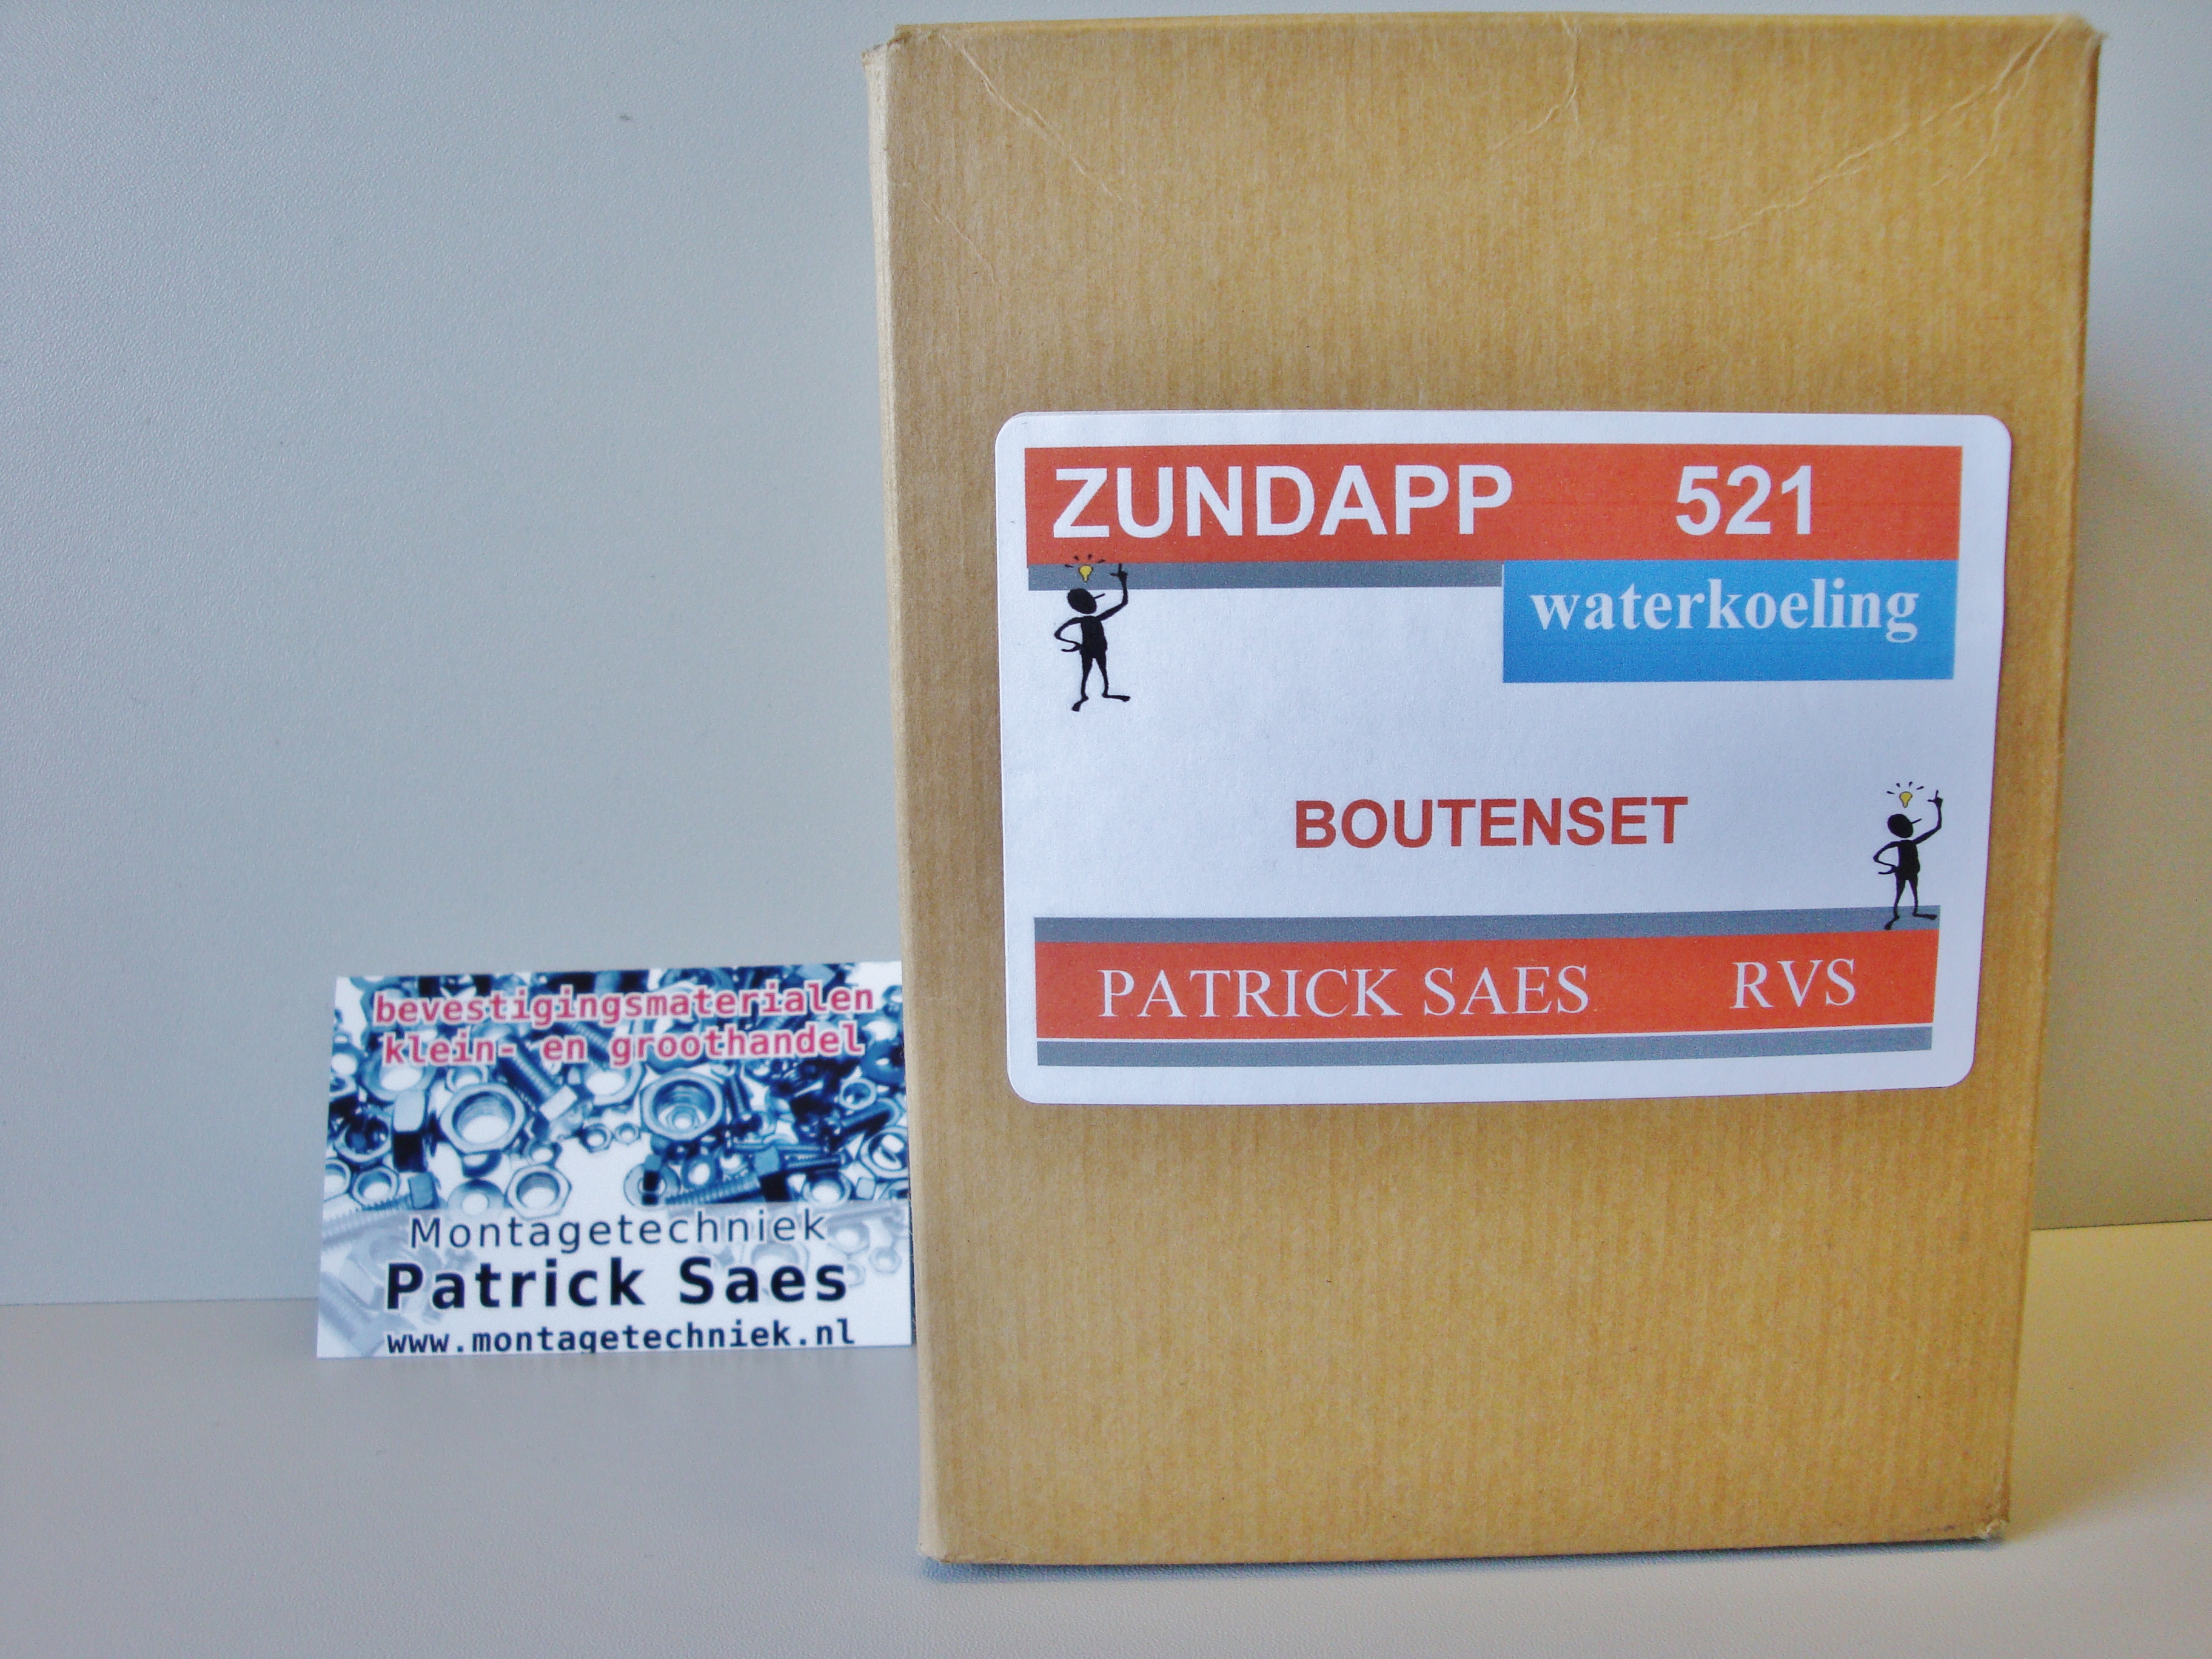 ZUNDAPP 521
waterkoeling
BOUTENSET
PATRICK SAES RVS
bevestigingsmaterialen
klein- en groothandel
Montagetechniek
Patrick Saes
www.montagetechniek.nl